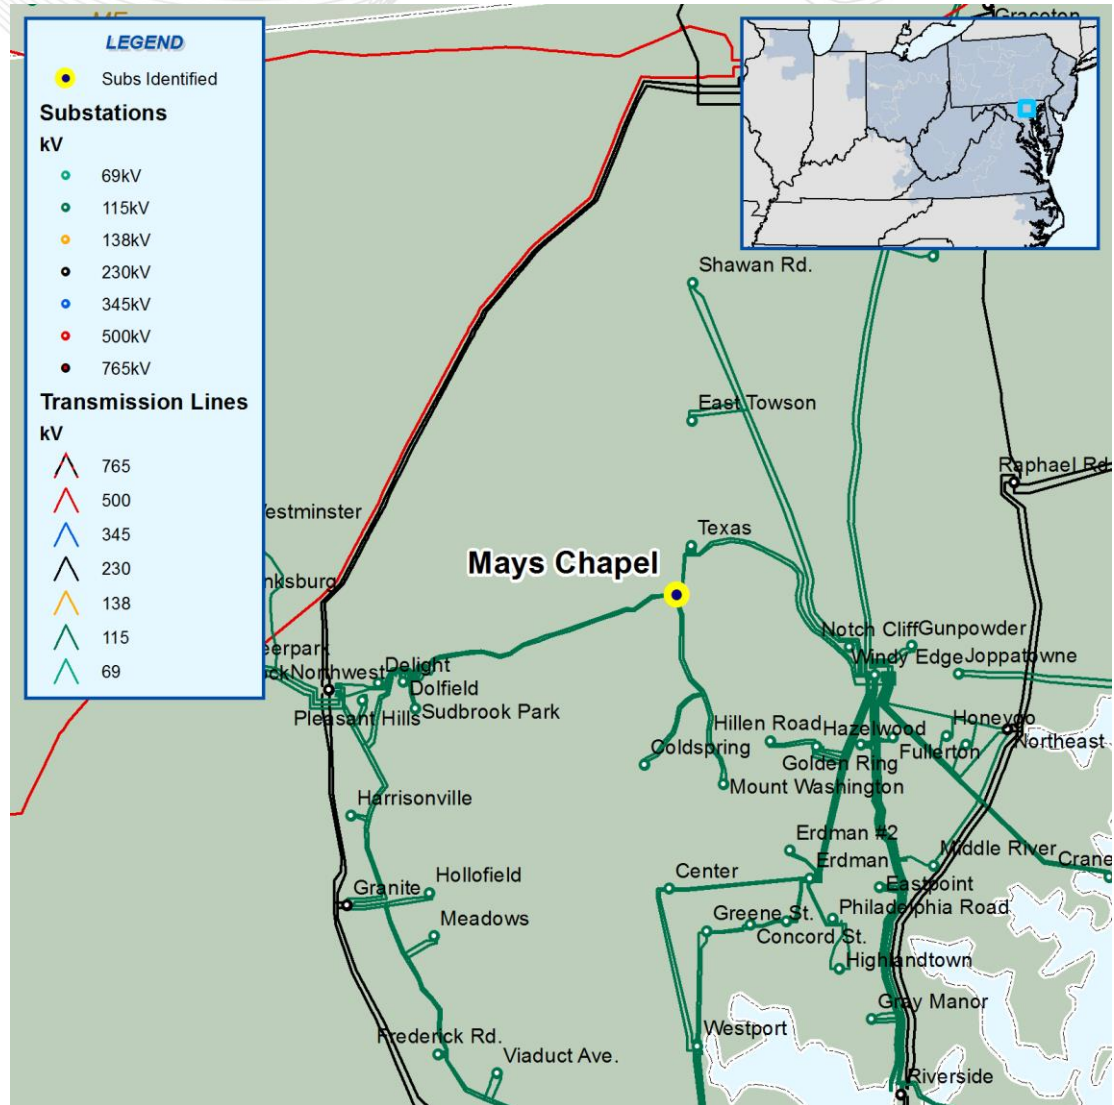 LEGEND
Subs Identified
Substations
kV
69kV
115kV
138kV
230kV
345kV
500kV
765kV
Transmission Lines
kV
765
500
345
230
138
115
69
Shawan Rd.
East Towson
Raphael Rd
Texas
Mays Chapel
Notch Cliff
Gunpowder
Windy Edge
Joppatowne
Northwest
Delight
Dolfield
Pleasant Hills
Sudbrook Park
Hillen Road
Hazelwood
Honeygo
Coldspring
Golden Ring
Fullerton
Northeast
Mount Washington
Harrisonville
Erdman #2
Erdman
Middle River
Crane
Center
Eastpoint
Granite
Hollofield
Greene St.
Philadelphia Road
Meadows
Concord St.
Highlandtown
Gray Manor
Westport
Frederick Rd.
Viaduct Ave.
Riverside